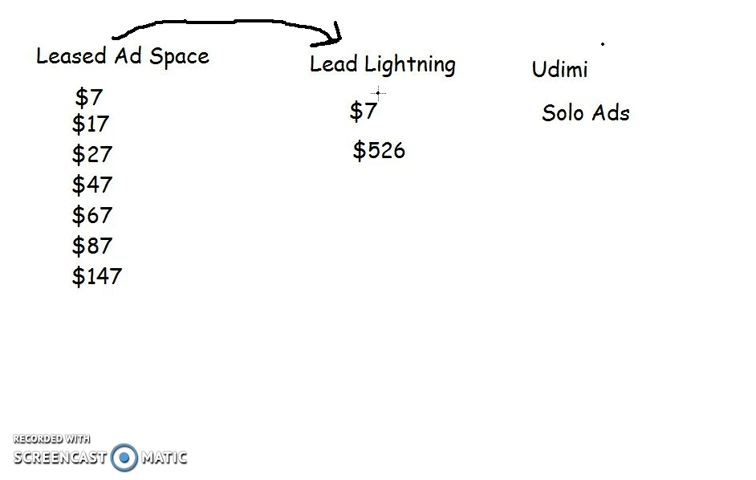 Leased Ad Space
$7
$17
$27
$47
$67
$87
$147
Lead Lightning
$7
$526
Udimi
Solo Ads
RECORDED WITH
SCREENCAST MATIC